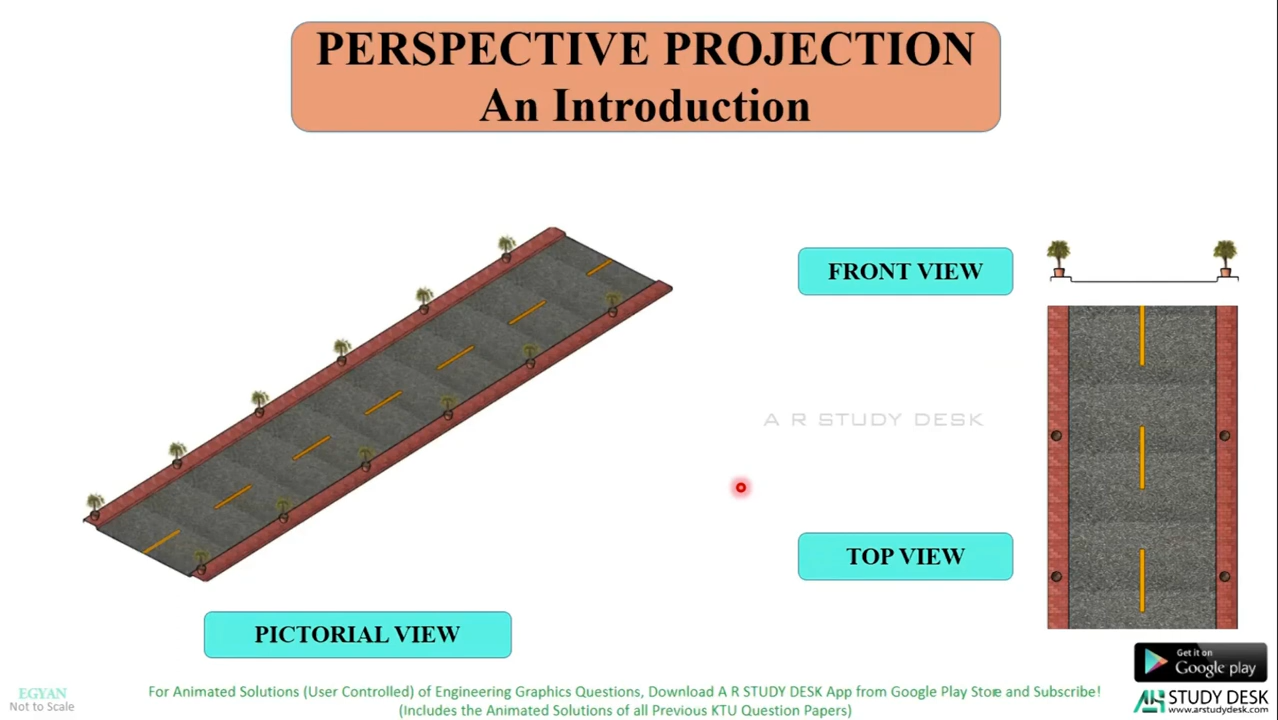 PERSPECTIVE PROJECTION
An Introduction
FRONT VIEW
A R STUDY DESK
TOP VIEW
PICTORIAL VIEW
EGYAN
Not to Scale
For Animated Solutions (User Controlled) of Engineering Graphics Questions, Download A R STUDY DESK App from Google Play Store and Subscribe!
(Includes the Animated Solutions of all Previous KTU Question Papers)
Get it on
Google play
AR STUDY DESK
www.arstudydesk.com